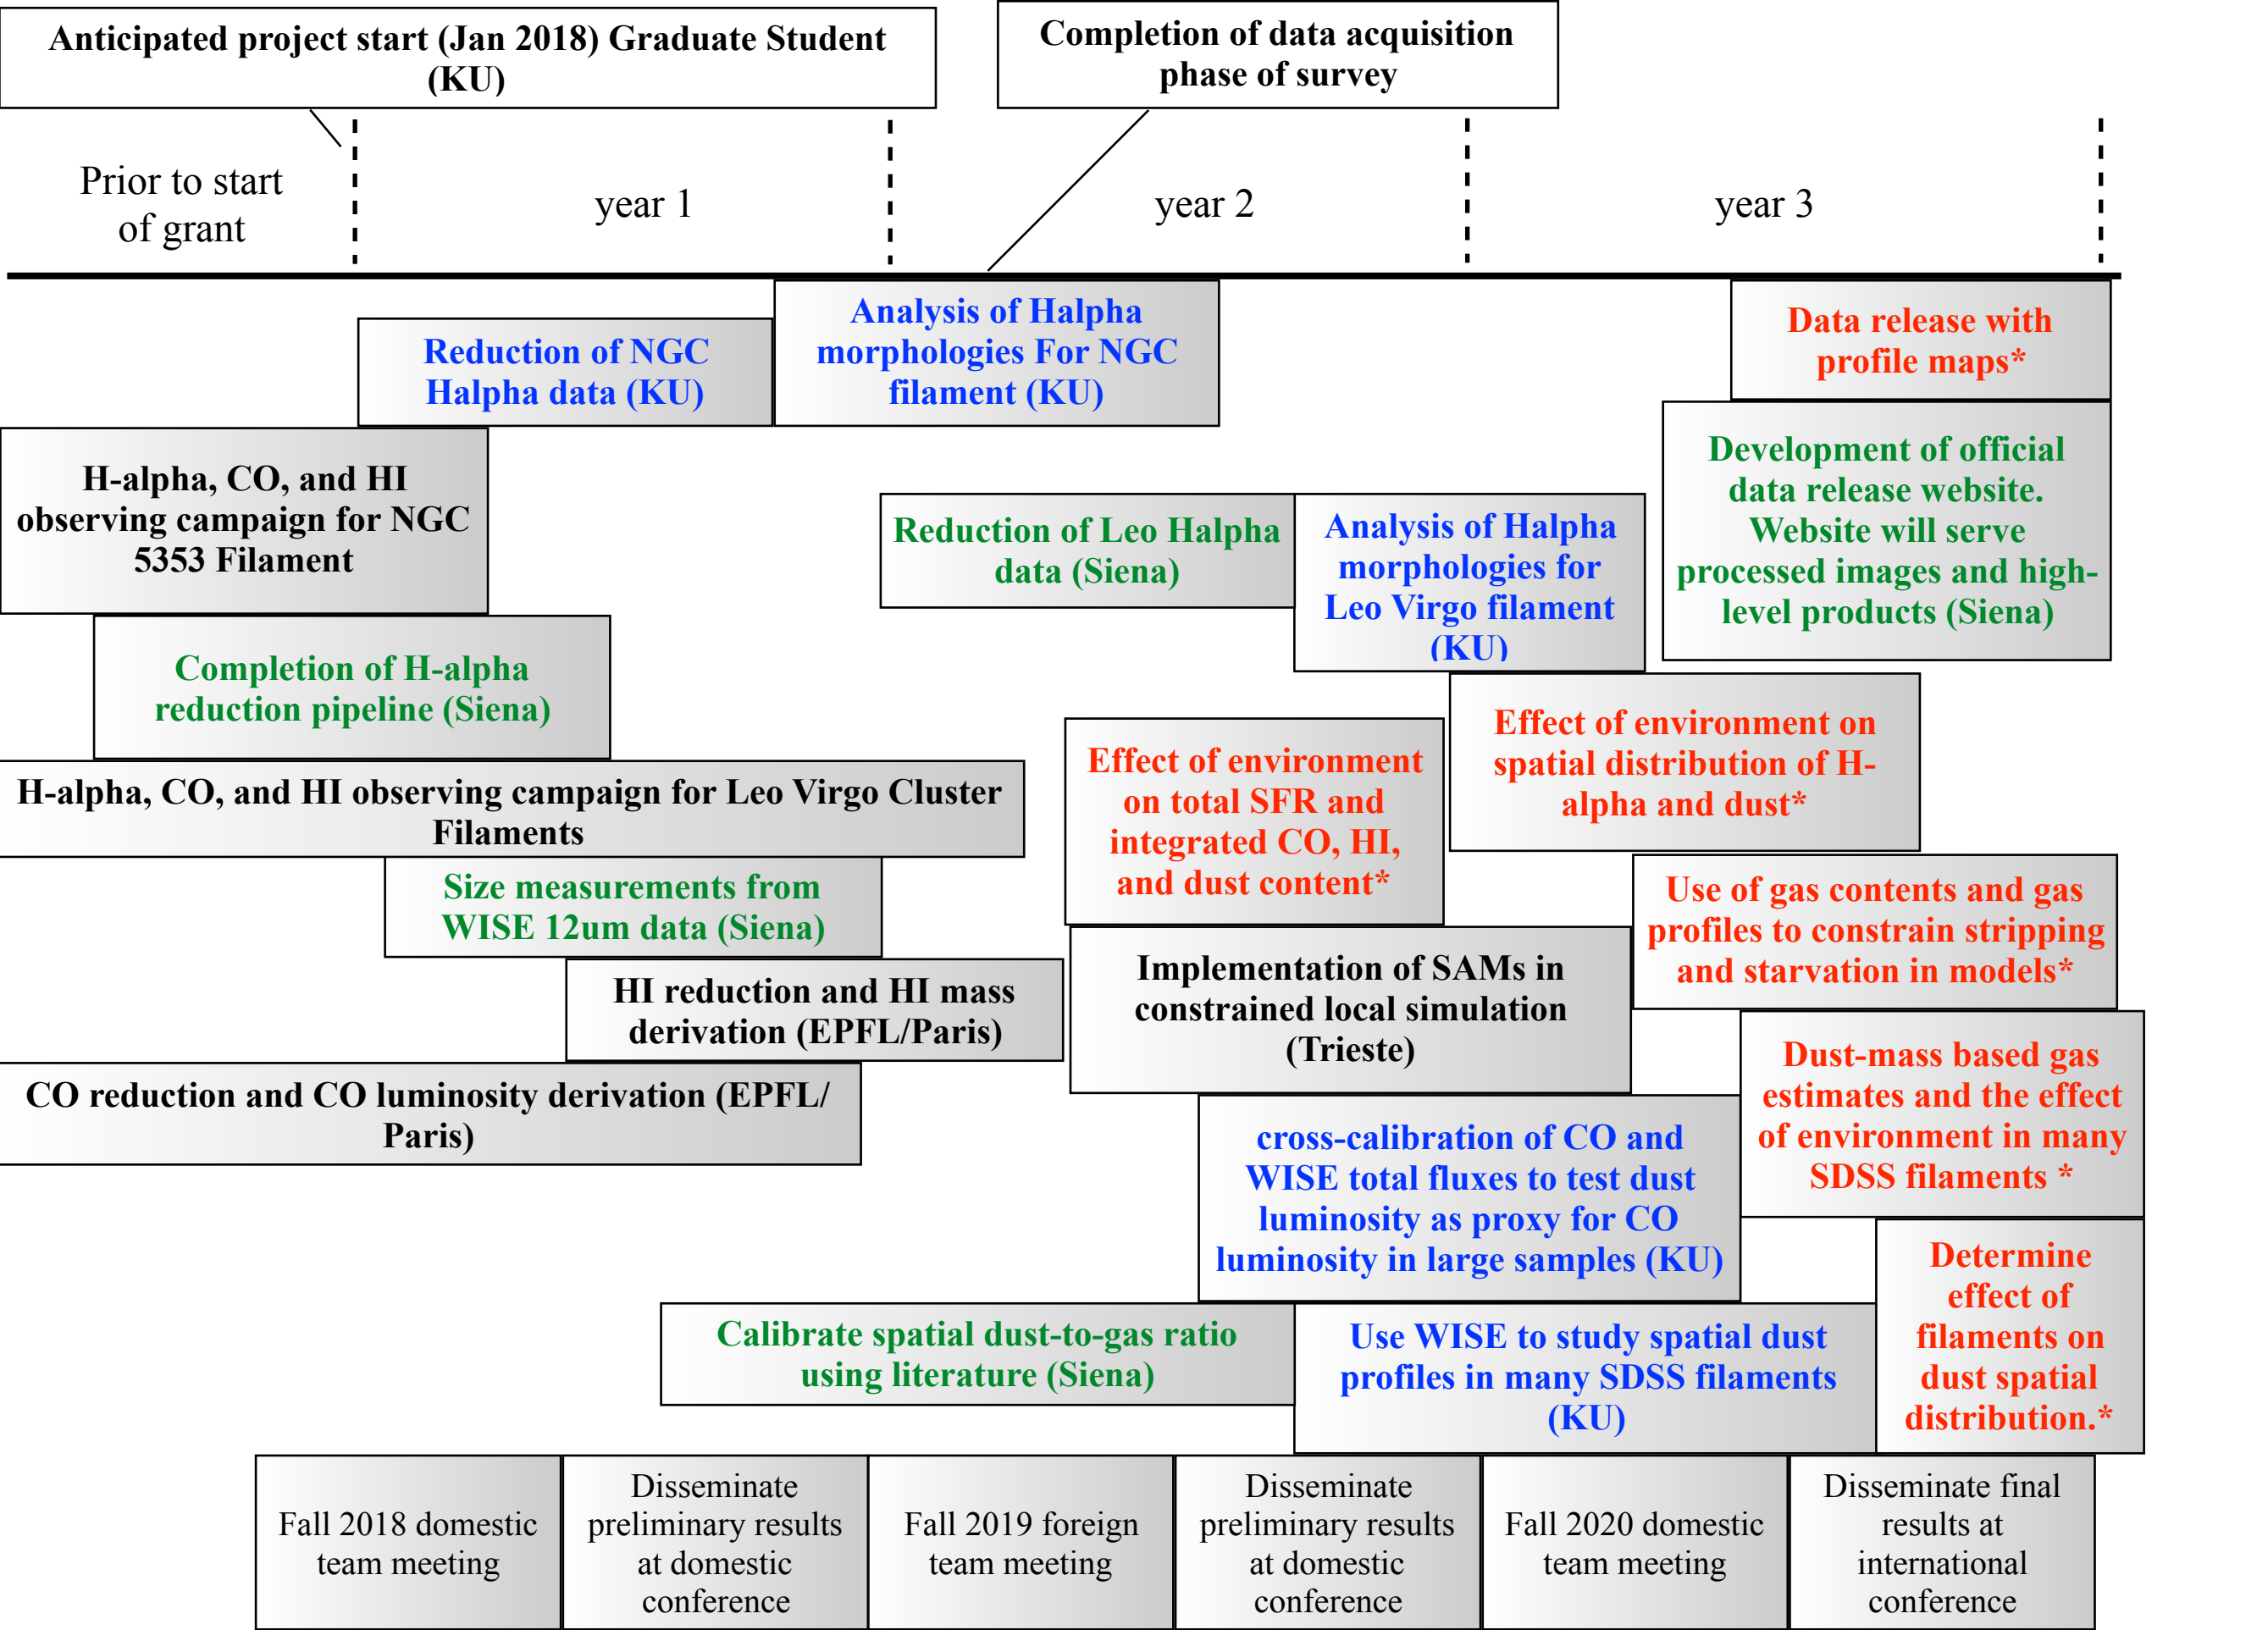 Anticipated project start (Jan 2018) Graduate Student
(KU)
Completion of data acquisition
phase of survey
Prior to start
of grant
year 1
year 2
year 3
Reduction of NGC
Halpha data (KU)
Analysis of Halpha
morphologies For NGC
filament (KU)
Data release with
profile maps*
H-alpha, CO, and HI
observing campaign for NGC
5353 Filament
Reduction of Leo Halpha
data (Siena)
Analysis of Halpha
morphologies for
Leo Virgo filament
(KU)
Development of official
data release website.
Website will serve
processed images and high-
level products (Siena)
Completion of H-alpha
reduction pipeline (Siena)
Effect of environment
on total SFR and
integrated CO, HI,
and dust content*
Effect of environment on
spatial distribution of H-
alpha and dust*
H-alpha, CO, and HI observing campaign for Leo Virgo Cluster
Filaments
Size measurements from
WISE 12um data (Siena)
Use of gas contents and gas
profiles to constrain stripping
and starvation in models*
HI reduction and HI mass
derivation (EPFL/Paris)
Implementation of SAMs in
constrained local simulation
(Trieste)
CO reduction and CO luminosity derivation (EPFL/
Paris)
Dust-mass based gas
estimates and the effect
of environment in many
SDSS filaments *
cross-calibration of CO and
WISE total fluxes to test dust
luminosity as proxy for CO
luminosity in large samples (KU)
Determine
effect of
filaments on
dust spatial
distribution.*
Calibrate spatial dust-to-gas ratio
using literature (Siena)
Use WISE to study spatial dust
profiles in many SDSS filaments
(KU)
Fall 2018 domestic
team meeting
Disseminate
preliminary results
at domestic
conference
Fall 2019 foreign
team meeting
Disseminate
preliminary results
at domestic
conference
Fall 2020 domestic
team meeting
Disseminate final
results at
international
conference